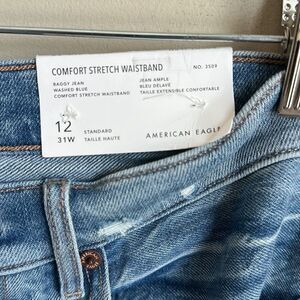 COMFORT STRETCH WAISTBAND
NO. 3509
BAGGY JEAN
WASHED BLUE
COMFORT STRETCH WAISTBAND
JEAN AMPLE
BLEU DÉLAVÉ
TAILLE EXTENSIBLE CONFORTABLE
12
31W
STANDARD
TAILLE HAUTE
AMERICAN EAGLE